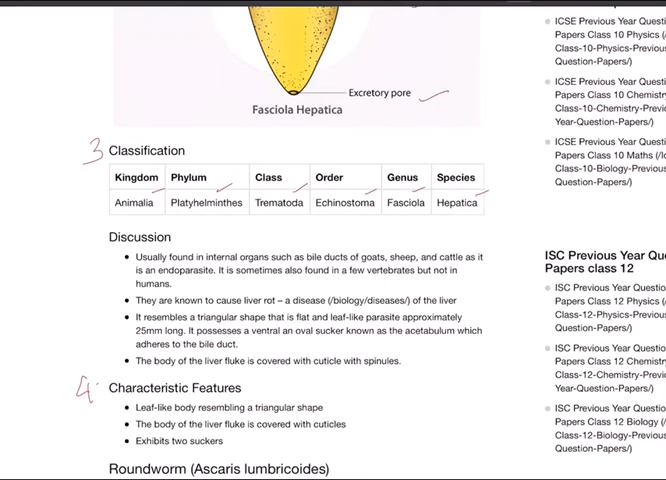 Excretory pore
Fasciola Hepatica
3 Classification
Kingdom Phylum Class Order Genus Species
Animalia Platyhelminthes Trematoda Echinostoma Fasciola Hepatica
Discussion
Usually found in internal organs such as bile ducts of goats, sheep, and cattle as it
is an endoparasite. It is sometimes also found in a few vertebrates but not in
humans.
They are known to cause liver rot – a disease (/biology/diseases/) of the liver
It resembles a triangular shape that is flat and leaf-like parasite approximately
25mm long. It possesses a ventral an oval sucker known as the acetabulum which
adheres to the bile duct.
The body of the liver fluke is covered with cuticle with spinules.
4. Characteristic Features
Leaf-like body resembling a triangular shape
The body of the liver fluke is covered with cuticles
Exhibits two suckers
Roundworm (Ascaris lumbricoides)
ICSE Previous Year Questi
Papers Class 10 Physics (/
Class-10-Physics-Previous
Question-Papers/)
ICSE Previous Year Questi
Papers Class 10 Chemistry
Class-10-Chemistry-Previo
Year-Question-Papers/)
ICSE Previous Year Questi
Papers Class 10 Maths (/Ic
Class-10-Biology-Previous
Question-Papers/)
ISC Previous Year Que
Papers class 12
ISC Previous Year Questio
Papers Class 12 Physics (/
Class-12-Physics-Previous
Question-Papers/)
ISC Previous Year Questio
Papers Class 12 Chemist
Class-12-Chemistry-Previo
Year-Question-Papers/)
ISC Previous Year Questio
Papers Class 12 Biology (/
Class-12-Biology-Previous
Question-Papers/)